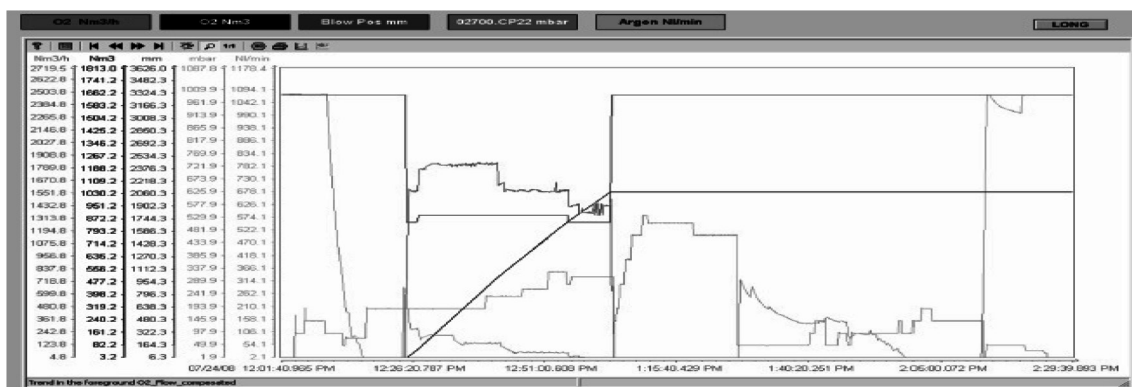 O2 Nm3/h O2 Nm3 Blow Pos mm 02700.CP22 mbar Argen Nl/min LONG
Nm3/h Nm3 mm mbar Nl/min
2719.5 1813.0 3626.0 1087.8 1178.4
2622.8 1741.2 3482.3
2503.8 1662.2 3324.3 1009.9 1094.1
2384.8 1583.2 3166.3 961.9 1042.1
2265.8 1504.2 3008.3 913.9 990.1
2146.8 1425.2 2850.3 865.9 938.1
2027.8 1346.2 2692.3 817.9 886.1
1908.8 1267.2 2534.3 769.9 834.1
1789.8 1188.2 2376.3 721.9 782.1
1670.8 1109.2 2218.3 673.9 730.1
1551.8 1030.2 2060.3 625.9 678.1
1432.8 951.2 1902.3 577.9 626.1
1313.8 872.2 1744.3 529.9 574.1
1194.8 793.2 1586.3 481.9 522.1
1075.8 714.2 1428.3 433.9 470.1
956.8 635.2 1270.3 385.9 418.1
837.8 556.2 1112.3 337.9 366.1
718.8 477.2 954.3 289.9 314.1
599.8 398.2 796.3 241.9 262.1
480.8 319.2 638.3 193.9 210.1
361.8 240.2 480.3 145.9 158.1
242.8 161.2 322.3 97.9 106.1
123.8 82.2 164.3 49.9 54.1
4.8 3.2 6.3 1.9 2.1
07/24/08 12:01:40.965 PM 12:26:20.787 PM 12:51:00.608 PM 1:15:40.429 PM 1:40:20.251 PM 2:05:00.072 PM 2:29:39.893 PM
Trend in the foreground O2_Flow_compesated